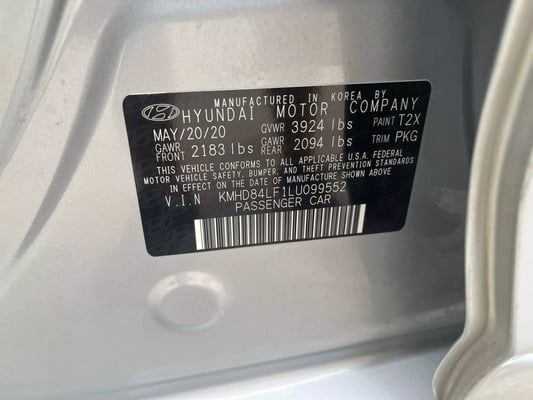 MANUFACTURED IN KOREA BY
HYUNDAI MOTOR COMPANY
MAY/20/20 GVWR 3924 lbs PAINT T2X
GAWR FRONT 2183 lbs GAWR REAR 2094 lbs TRIM PKG
THIS VEHICLE CONFORMS TO ALL APPLICABLE U.S.A. FEDERAL
MOTOR VEHICLE SAFETY, BUMPER, AND THEFT PREVENTION STANDARDS
IN EFFECT ON THE DATE OF MANUFACTURE SHOWN ABOVE.
V.I.N KMHD84LF1LU099552
PASSENGER CAR